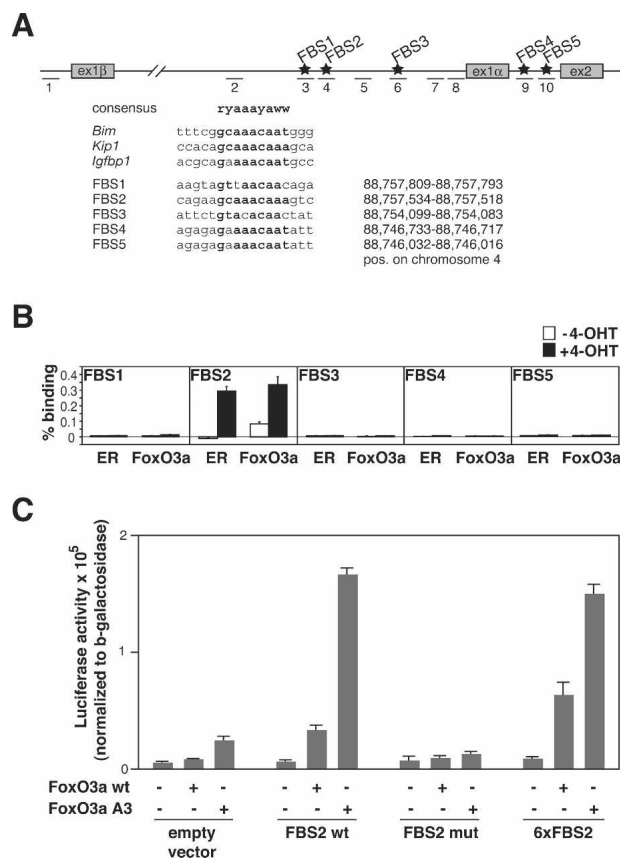 A
FBS1
FBS2
FBS3
FBS4
FBS5
ex1β
ex1α
ex2
1 2 3 4 5 6 7 8 9 10
consensus ryaaayaww
Bim tttcggcaaacaatggg
Kip1 ccacagcaaacaaagca
Igfbp1 acgcagaaaacaatgcc
FBS1 aagtagttaacaacaga 88,757,809-88,757,793
FBS2 cagaagcaaacaaagtc 88,757,534-88,757,518
FBS3 attctgtacacaactat 88,754,099-88,754,083
FBS4 agagagaaaacaatatt 88,746,733-88,746,717
FBS5 agagagaaaacaatatt 88,746,032-88,746,016
pos. on chromosome 4
B
-4-OHT
+4-OHT
% binding
0.4
0.3
0.2
0.1
0
FBS1 FBS2 FBS3 FBS4 FBS5
ER FoxO3a ER FoxO3a ER FoxO3a ER FoxO3a ER FoxO3a
C
Luciferase activity x 10⁵
(normalized to b-galactosidase)
2
1
0
FoxO3a wt - + - - + - - + - - + -
FoxO3a A3 - - + - - + - - + - - +
empty vector
FBS2 wt
FBS2 mut
6xFBS2